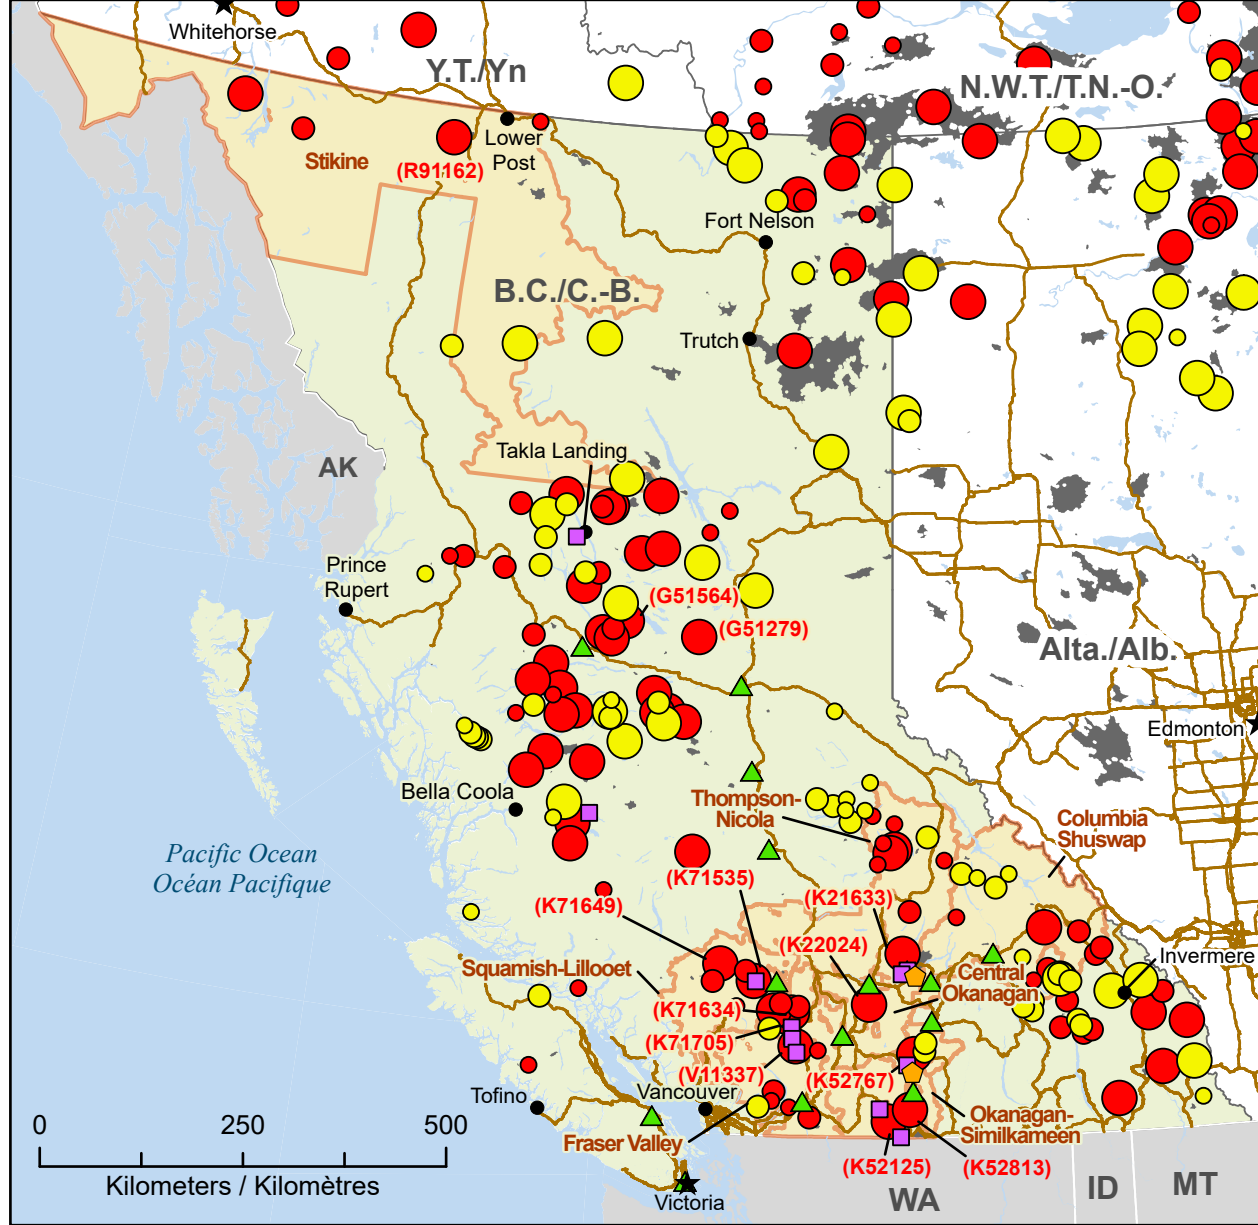 Whitehorse
Y.T./Yn
N.W.T./T.N.-O.
Lower
Post
Stikine
(R91162)
Fort Nelson
B.C./C.-B.
Trutch
Takla Landing
AK
Prince
Rupert
(G51564)
(G51279)
Alta./Alb.
Edmonton
Bella Coola
Thompson-
Nicola
Columbia
Shuswap
Pacific Ocean
Océan Pacifique
(K71535)
(K71649)
(K21633)
(K22024)
Invermere
Squamish-Lillooet
Central
Okanagan
(K71634)
(K71705)
(V11337)
(K52767)
Tofino
Vancouver
Okanagan-
Similkameen
Fraser Valley
(K52125)
(K52813)
0 250 500
Kilometers / Kilomètres
Victoria
WA
ID
MT